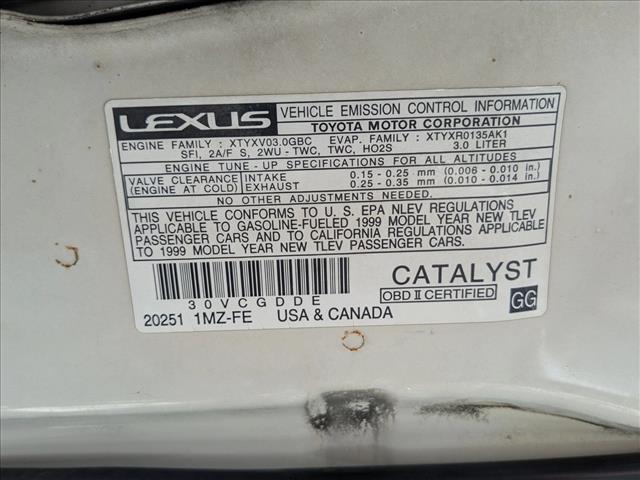 LEXUS VEHICLE EMISSION CONTROL INFORMATION
TOYOTA MOTOR CORPORATION
ENGINE FAMILY : XTYXV03.0GBC EVAP. FAMILY : XTYXR0135AK1
SFI, 2A/F S, 2WU - TWC, TWC, HO2S 3.0 LITER
ENGINE TUNE - UP SPECIFICATIONS FOR ALL ALTITUDES
VALVE CLEARANCE INTAKE 0.15 - 0.25 mm (0.006 - 0.010 in.)
(ENGINE AT COLD) EXHAUST 0.25 - 0.35 mm (0.010 - 0.014 in.)
NO OTHER ADJUSTMENTS NEEDED.
THIS VEHICLE CONFORMS TO U. S. EPA NLEV REGULATIONS
APPLICABLE TO GASOLINE-FUELED 1999 MODEL YEAR NEW TLEV
PASSENGER CARS AND TO CALIFORNIA REGULATIONS APPLICABLE
TO 1999 MODEL YEAR NEW TLEV PASSENGER CARS.
CATALYST
30VCGDDE
OBD II CERTIFIED GG
20251 1MZ-FE USA & CANADA